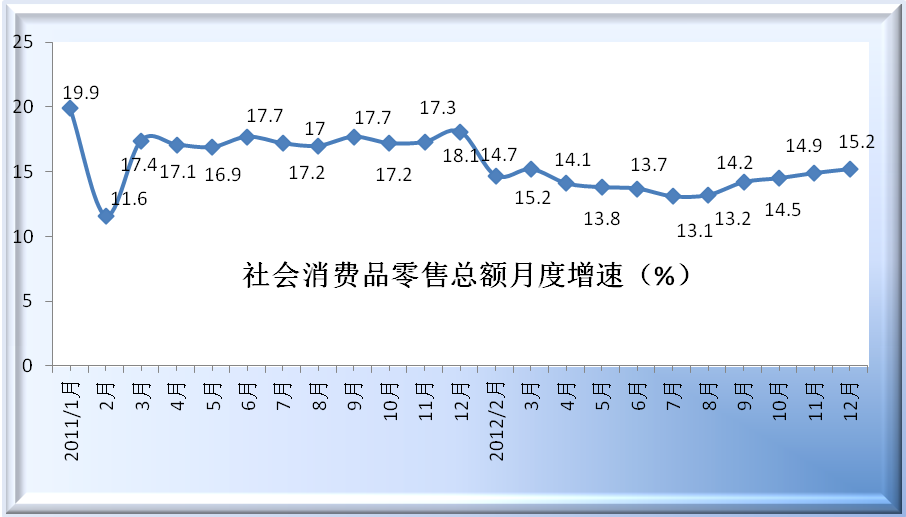 25
20
15
10
5
0
19.9
11.6
17.4
17.1
16.9
17.7
17.2
17
17.7
17.2
17.3
18.1
14.7
15.2
14.1
13.8
13.7
13.1
13.2
14.2
14.5
14.9
15.2
社会消费品零售总额月度增速（%）
2011/1月
2月
3月
4月
5月
6月
7月
8月
9月
10月
11月
12月
2012/2月
3月
4月
5月
6月
7月
8月
9月
10月
11月
12月